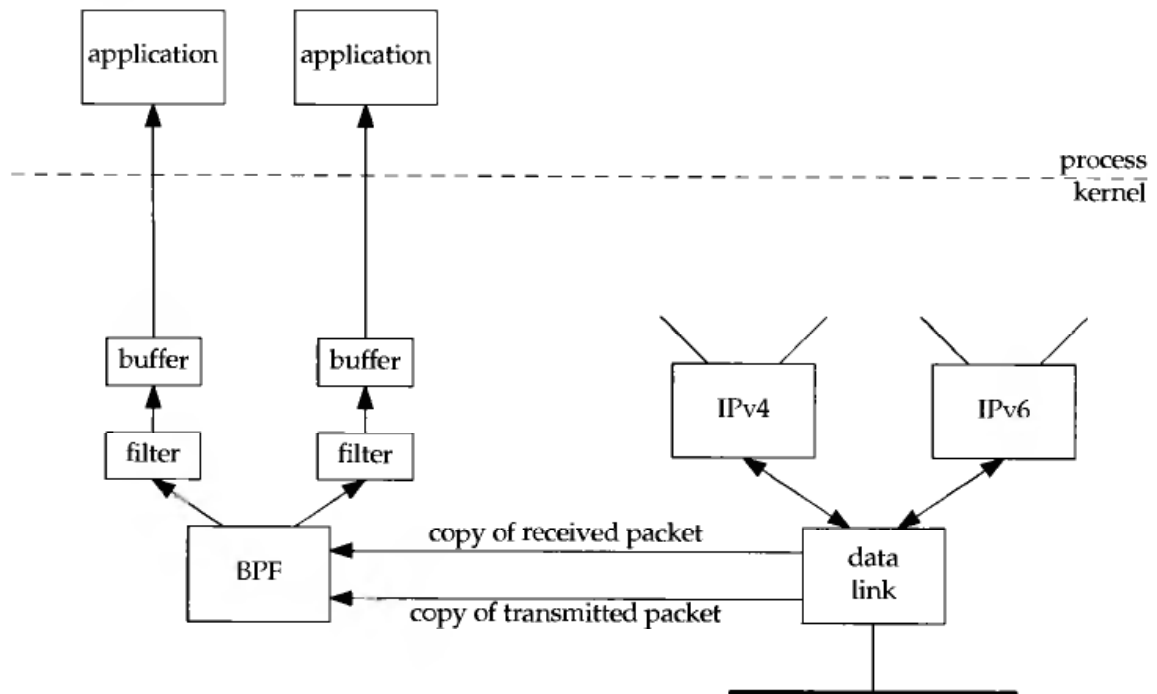 application
application
process
kernel
buffer
buffer
IPv4
IPv6
filter
filter
copy of received packet
BPF
data
link
copy of transmitted packet